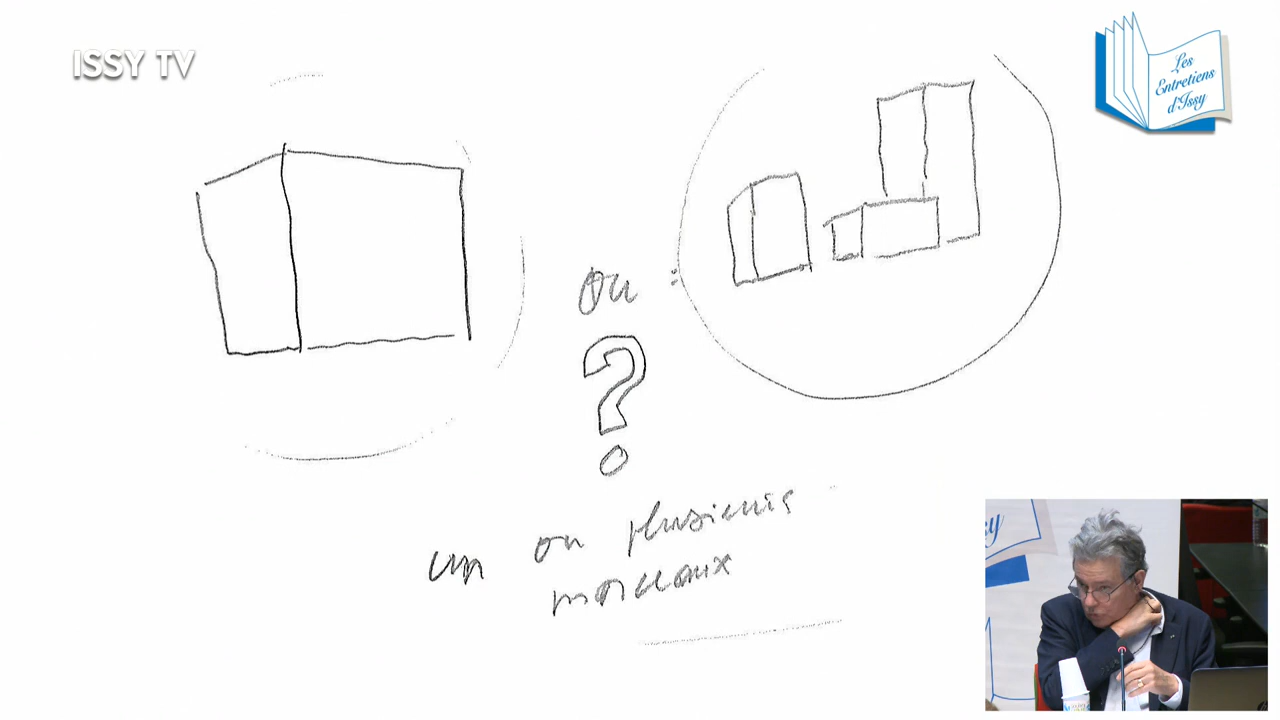 ISSY TV
Les
Entretiens
d'Issy
ou :
?
un ou plusieurs
morceaux